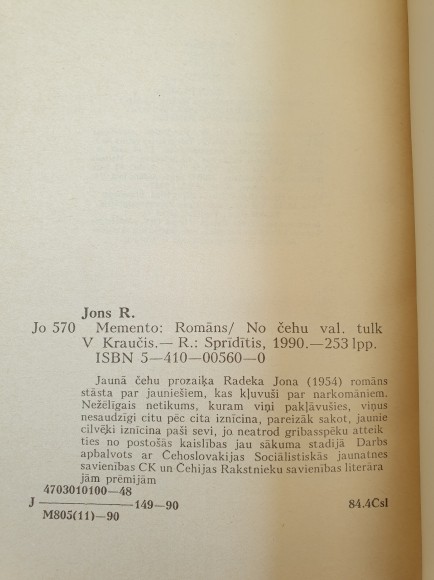 Jons R.
Jo 570 Memento: Romāns/ No čehu val. tulk
V Kraučis.— R.: Sprīdītis, 1990.—253 lpp.
ISBN 5—410—00560—0
Jaunā čehu prozaiķa Radeka Jona (1954) romāns
stāsta par jauniešiem, kas kļuvuši par narkomāniem.
Nežēlīgais netikums, kuram viņi pakļāvušies, viņus
nesaudzīgi citu pēc cita iznīcina, pareizāk sakot, jaunie
cilvēki iznīcina paši sevi, jo neatrod gribasspēku atteik
ties no postošās kaislības jau sākuma stadijā Darbs
apbalvots ar Čehoslovakijas Sociālistiskās jaunatnes
savienības CK un Čehijas Rakstnieku savienības literāra
jām prēmijām
4703010100—48
J ———————149—90 84.4Csl
M805(11)—90